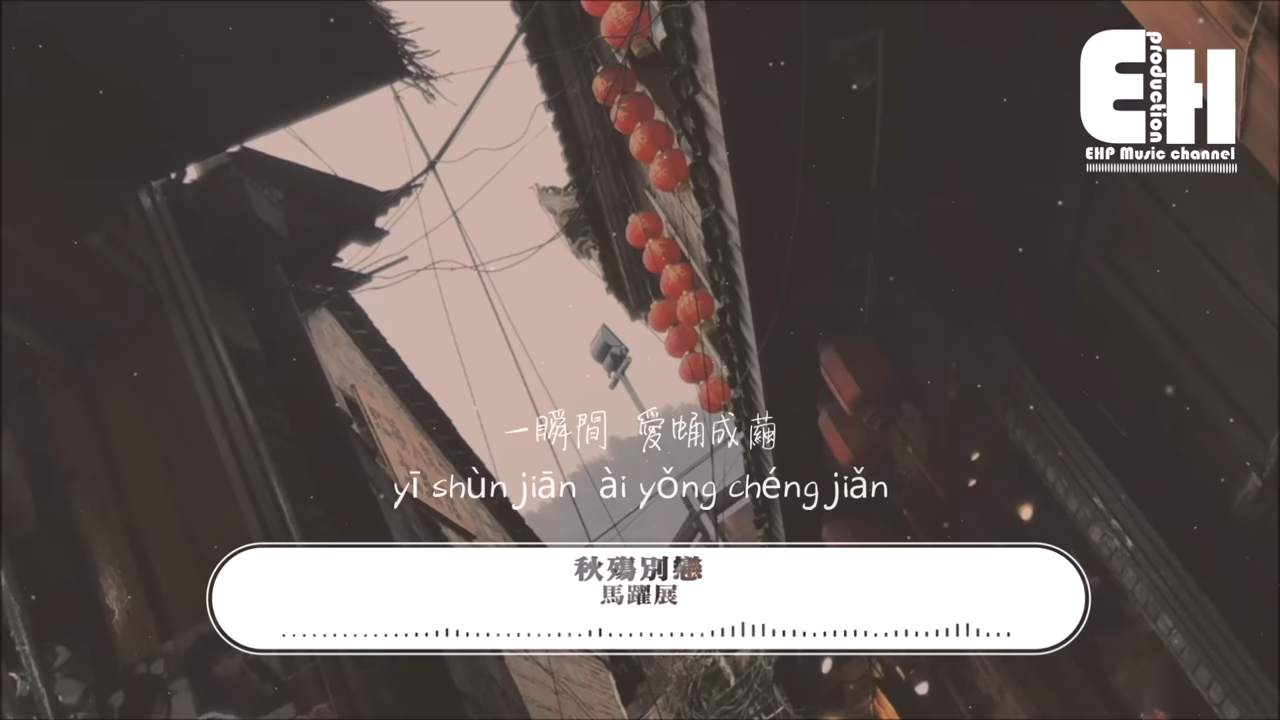 EH
production
EHP Music channel
一瞬間 愛蛹成繭
yī shùn jiān ài yǒng chéng jiǎn
秋殤別戀
馬躍展